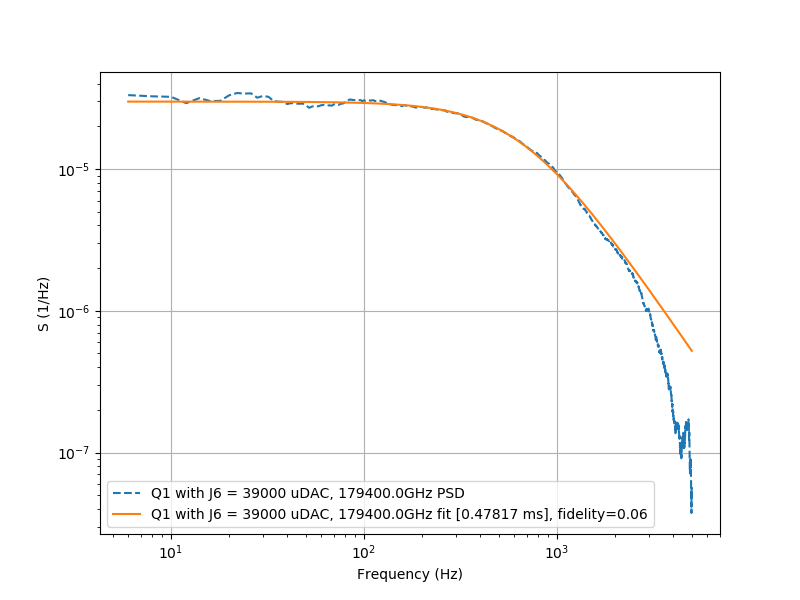 10⁻⁵
10⁻⁶
10⁻⁷
S (1/Hz)
Q1 with J6 = 39000 uDAC, 179400.0GHz PSD
Q1 with J6 = 39000 uDAC, 179400.0GHz fit [0.47817 ms], fidelity=0.06
10¹ 10² 10³
Frequency (Hz)